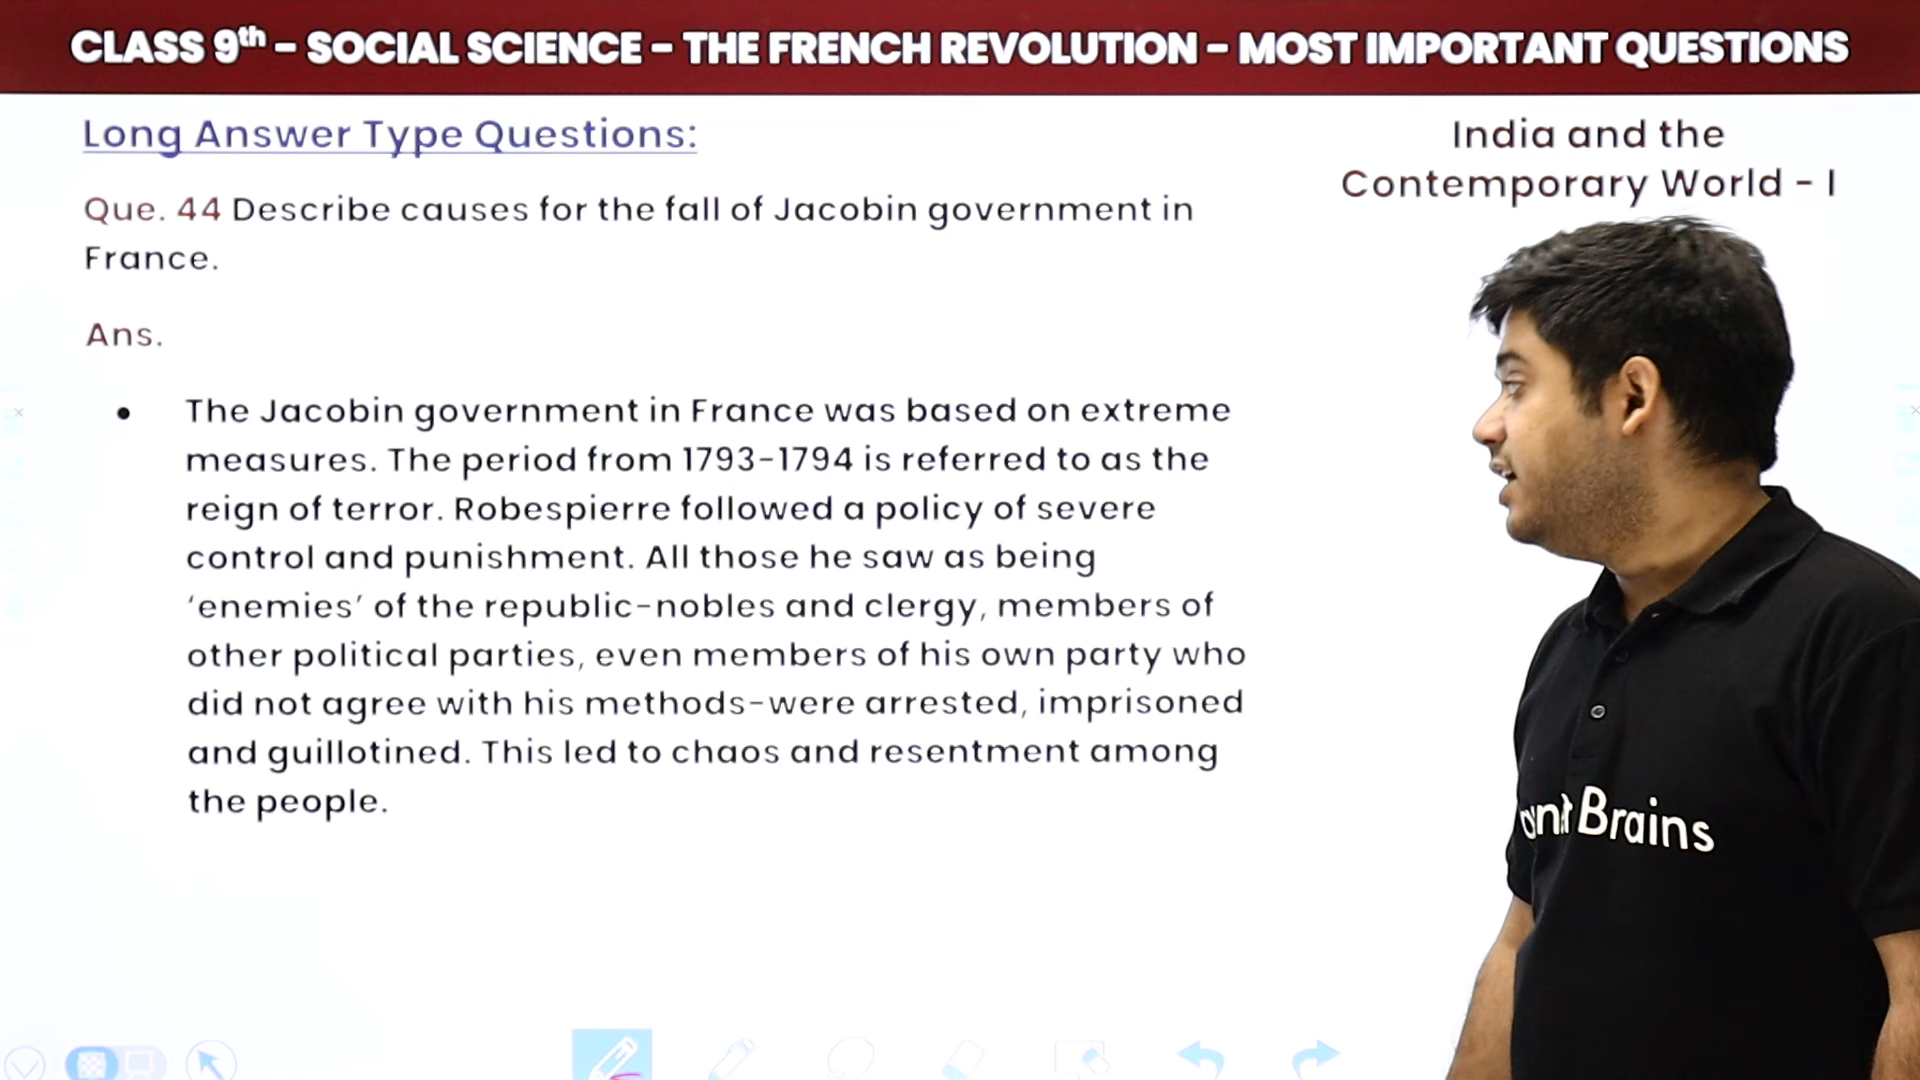 CLASS 9th – SOCIAL SCIENCE – THE FRENCH REVOLUTION – MOST IMPORTANT QUESTIONS
Long Answer Type Questions:
India and the
Contemporary World - I
Que. 44 Describe causes for the fall of Jacobin government in
France.
Ans.
• The Jacobin government in France was based on extreme
measures. The period from 1793-1794 is referred to as the
reign of terror. Robespierre followed a policy of severe
control and punishment. All those he saw as being
‘enemies’ of the republic-nobles and clergy, members of
other political parties, even members of his own party who
did not agree with his methods-were arrested, imprisoned
and guillotined. This led to chaos and resentment among
the people.
Brains